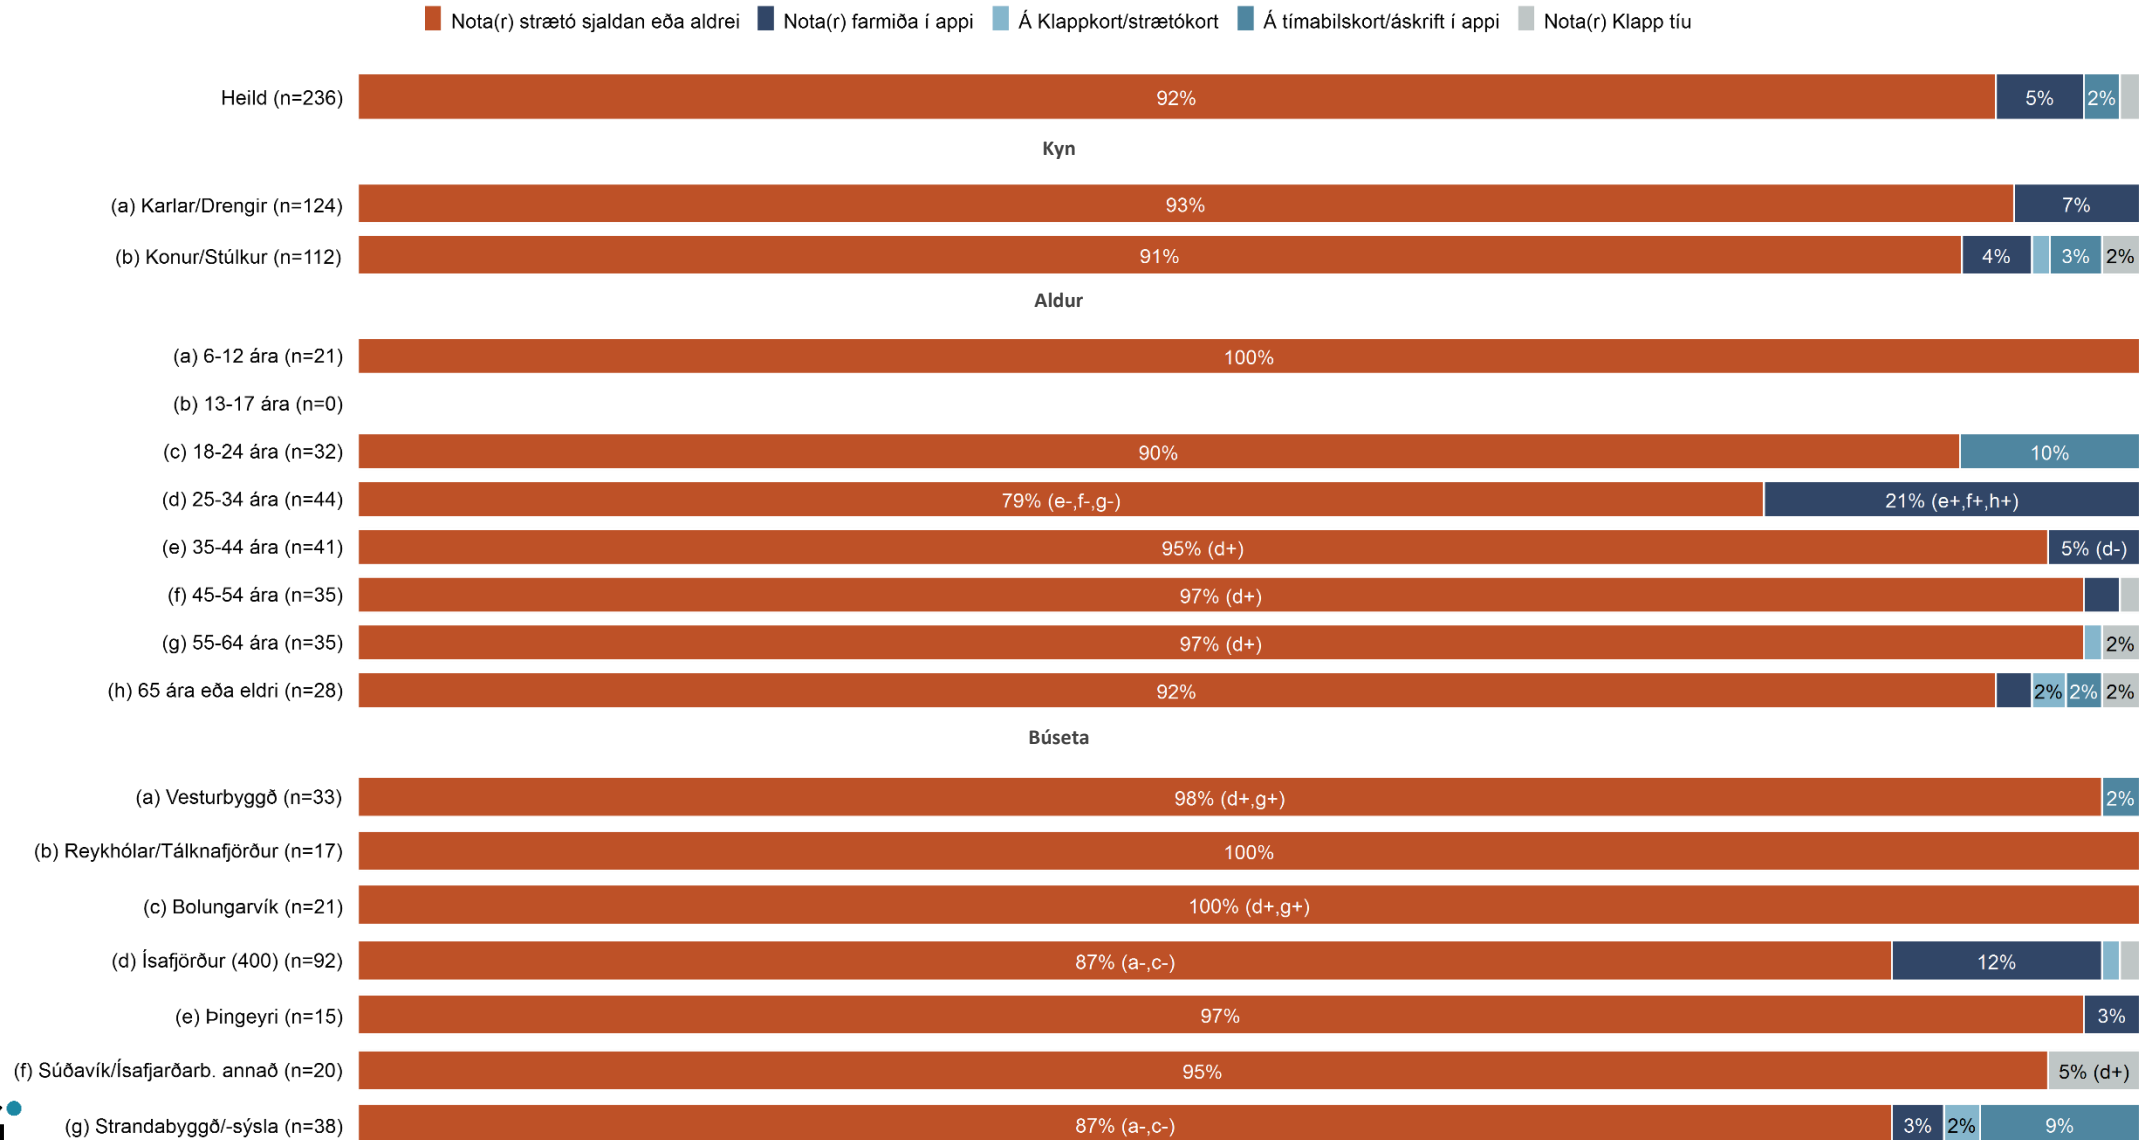 Nota(r) strætó sjaldan eða aldrei Nota(r) farmiða í appi Á Klappkort/strætókort Á tímabilskort/áskrift í appi Nota(r) Klapp tíu
Heild (n=236) 92% 5% 2%
Kyn
(a) Karlar/Drengir (n=124) 93% 7%
(b) Konur/Stúlkur (n=112) 91% 4% 3% 2%
Aldur
(a) 6-12 ára (n=21) 100%
(b) 13-17 ára (n=0)
(c) 18-24 ára (n=32) 90% 10%
(d) 25-34 ára (n=44) 79% (e-,f-,g-) 21% (e+,f+,h+)
(e) 35-44 ára (n=41) 95% (d+) 5% (d-)
(f) 45-54 ára (n=35) 97% (d+)
(g) 55-64 ára (n=35) 97% (d+) 2%
(h) 65 ára eða eldri (n=28) 92% 2% 2% 2%
Búseta
(a) Vesturbyggð (n=33) 98% (d+,g+) 2%
(b) Reykhólar/Tálknafjörður (n=17) 100%
(c) Bolungarvík (n=21) 100% (d+,g+)
(d) Ísafjörður (400) (n=92) 87% (a-,c-) 12%
(e) Þingeyri (n=15) 97% 3%
(f) Súðavík/Ísafjarðarb. annað (n=20) 95% 5% (d+)
(g) Strandabyggð/-sýsla (n=38) 87% (a-,c-) 3% 2% 9%